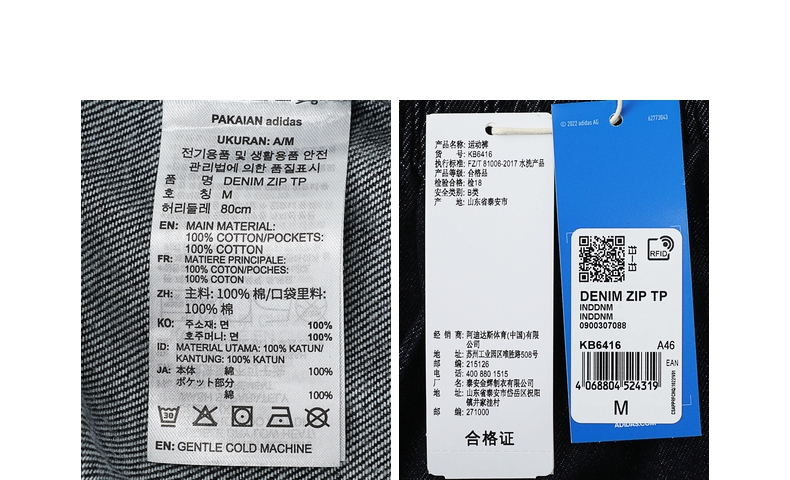 PAKAIAN adidas
UKURAN: A/M
전기용품 및 생활용품 안전
관리법에 의한 품질표시
품 명 DENIM ZIP TP
호 칭 M
허리둘레 80cm
EN: MAIN MATERIAL:
100% COTTON/POCKETS:
100% COTTON
FR: MATIERE PRINCIPALE:
100% COTON/POCHES:
100% COTON
ZH: 主料: 100% 棉/口袋里料:
100% 棉
KO: 주소재: 면 100%
호주머니: 면 100%
ID: MATERIAL UTAMA: 100% KATUN/
KANTUNG: 100% KATUN
JA: 本体 綿 100%
ポケット部分
綿 100%
30
EN: GENTLE COLD MACHINE
产品名称: 运动裤
货 号: KB6416
执行标准: FZ/T 81006-2017 水洗产品
产品等级: 合格品
检验合格: 检18
安全类别: B类
产 地: 山东省泰安市
经 销 商: 阿迪达斯体育(中国)有限
公司
地 址: 苏州工业园区唯胜路508号
邮 编: 215126
电 话: 400 880 1515
厂 名: 泰安金辉制衣有限公司
地 址: 山东省泰安市岱岳区祝阳
镇井家挂村
邮 编: 271000
合格证
© 2022 adidas AG
62773043
RFID
DENIM ZIP TP
INDDNM
INDDNM
0900307088
KB6416 A46
EAN
4 068804 524319
M
ADIDAS.COM